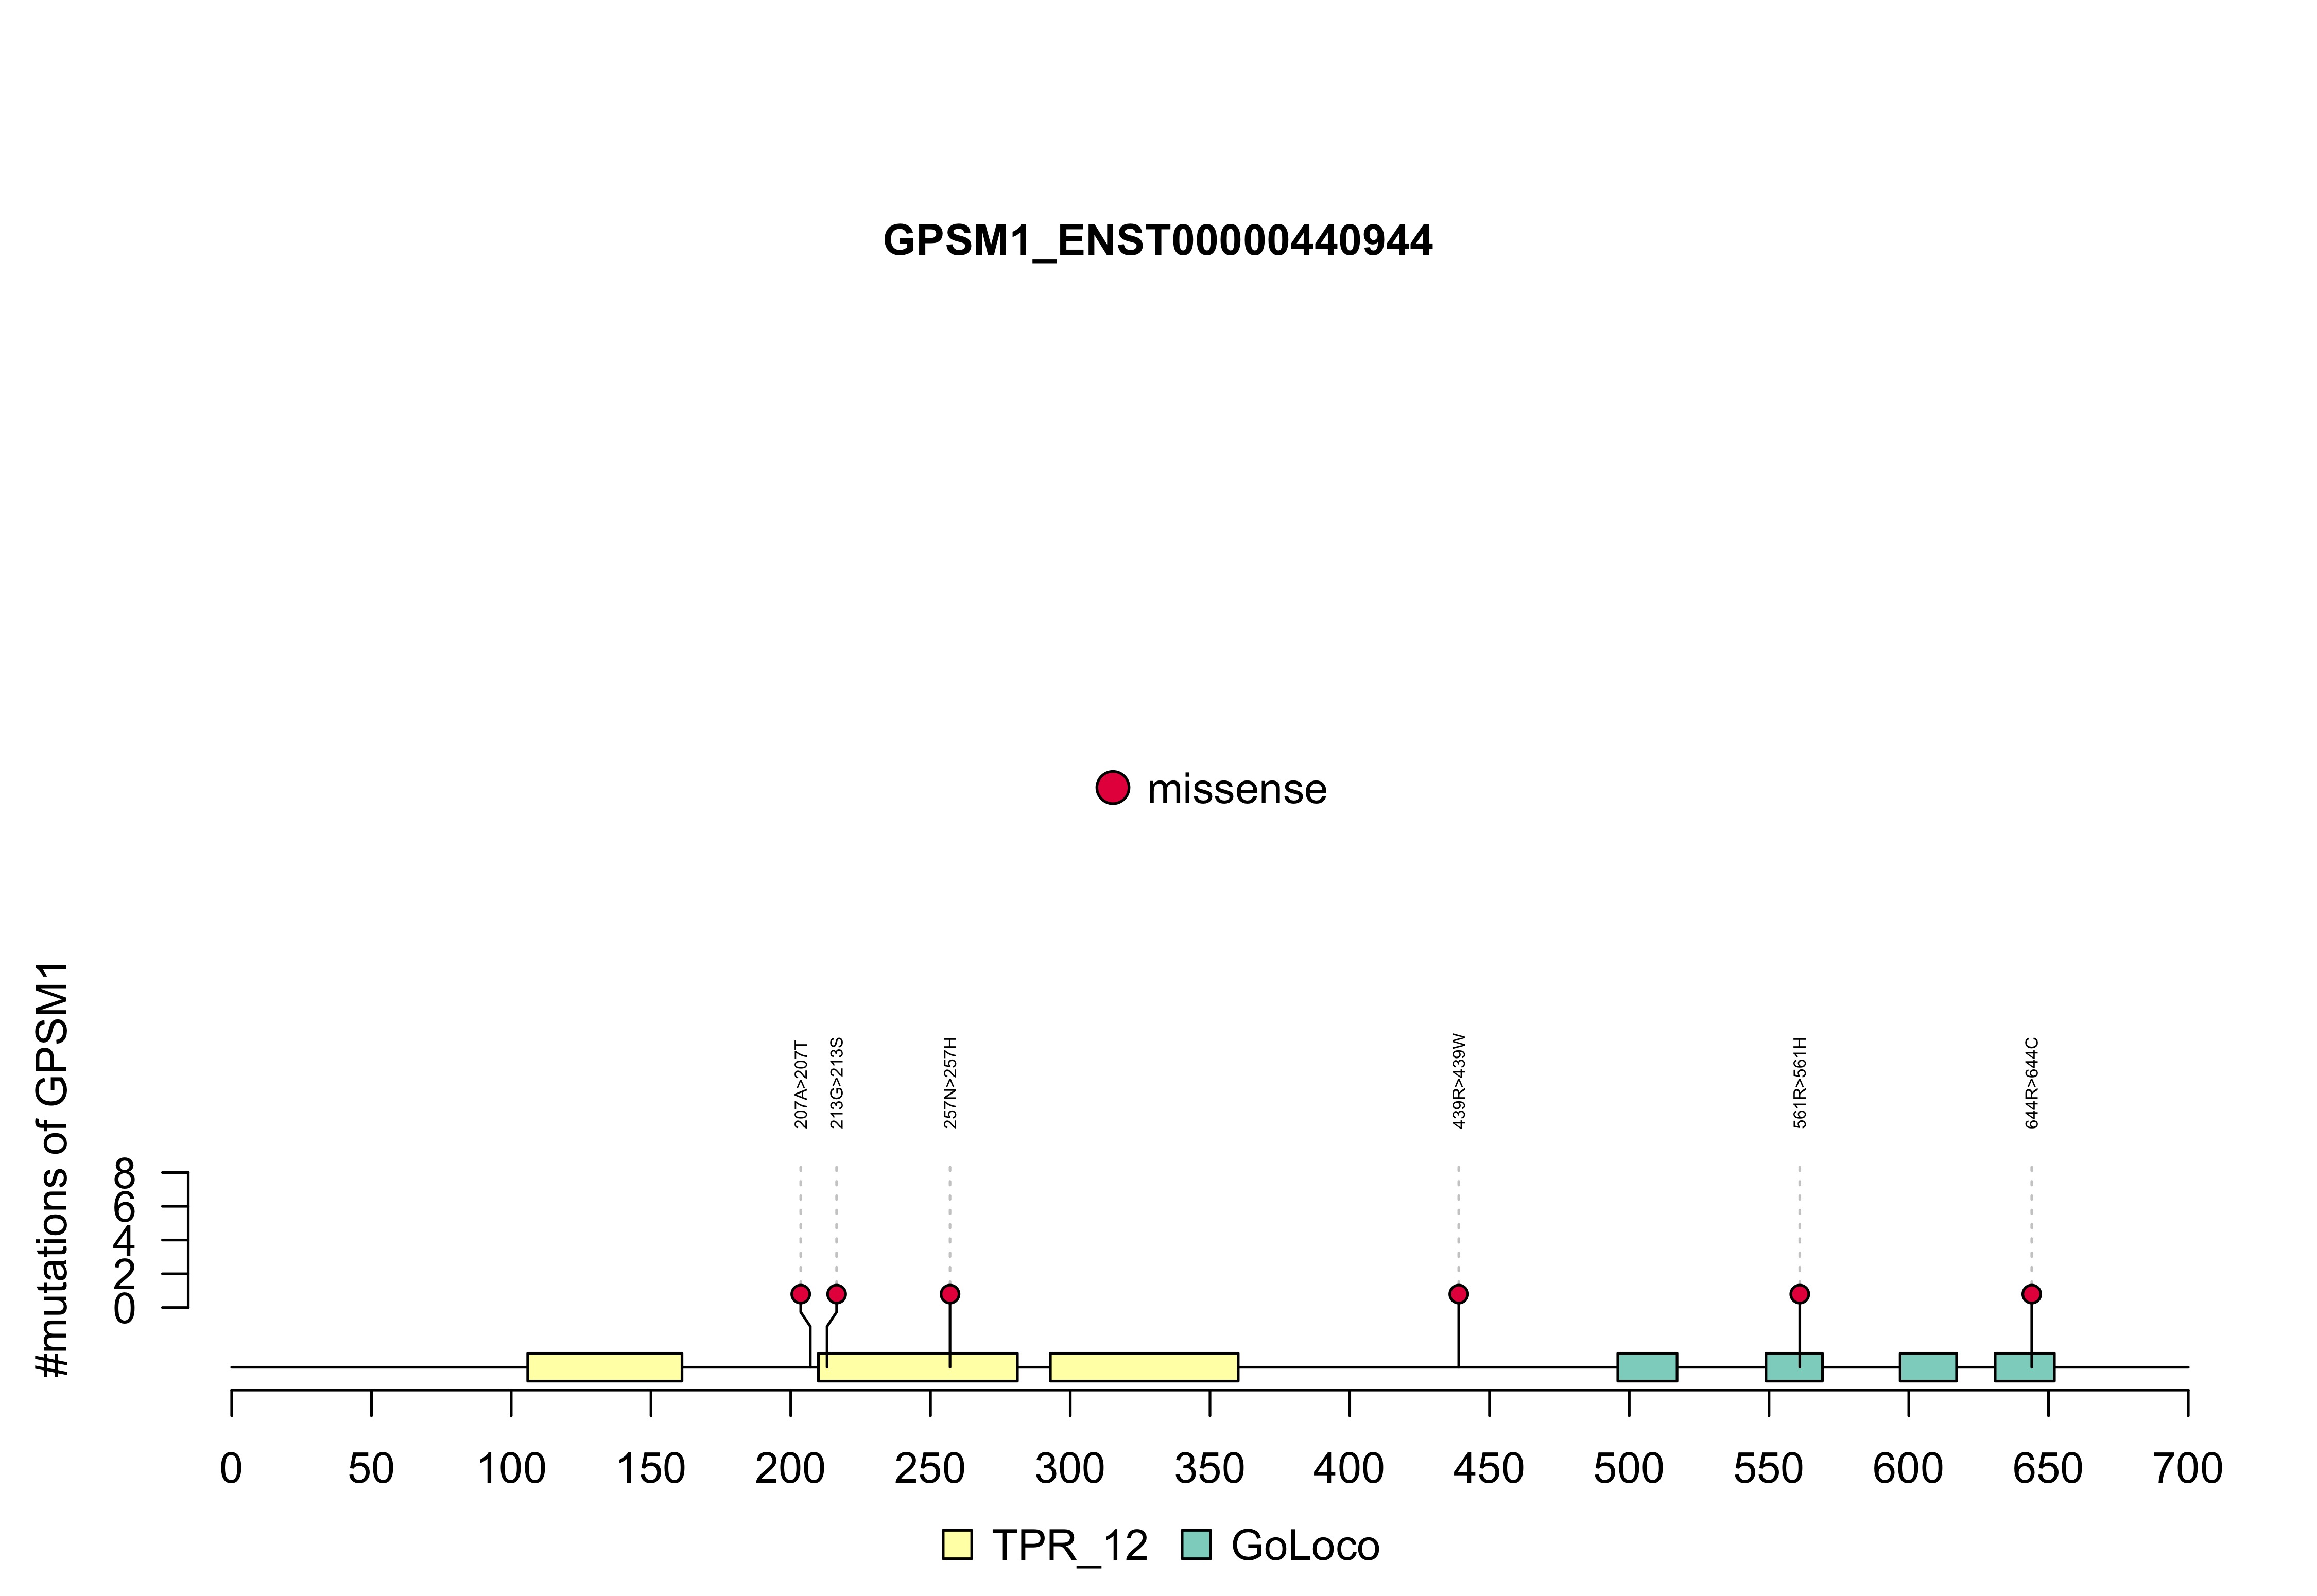 GPSM1_ENST00000440944
missense
#mutations of GPSM1
207A>207T
213G>213S
257N>257H
439R>439W
561R>561H
644R>644C
8
6
4
2
0
0 50 100 150 200 250 300 350 400 450 500 550 600 650 700
TPR_12 GoLoco